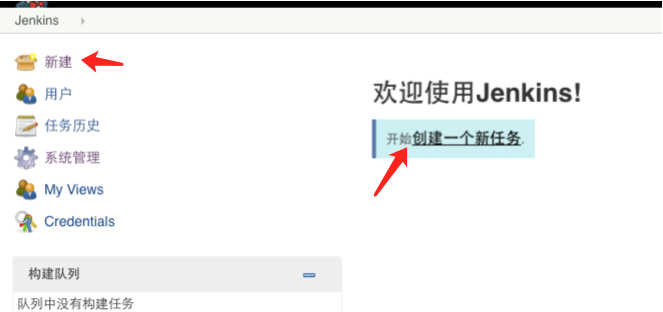 Jenkins
新建
用户
任务历史
系统管理
My Views
Credentials
构建队列
队列中没有构建任务
欢迎使用Jenkins!
开始创建一个新任务.